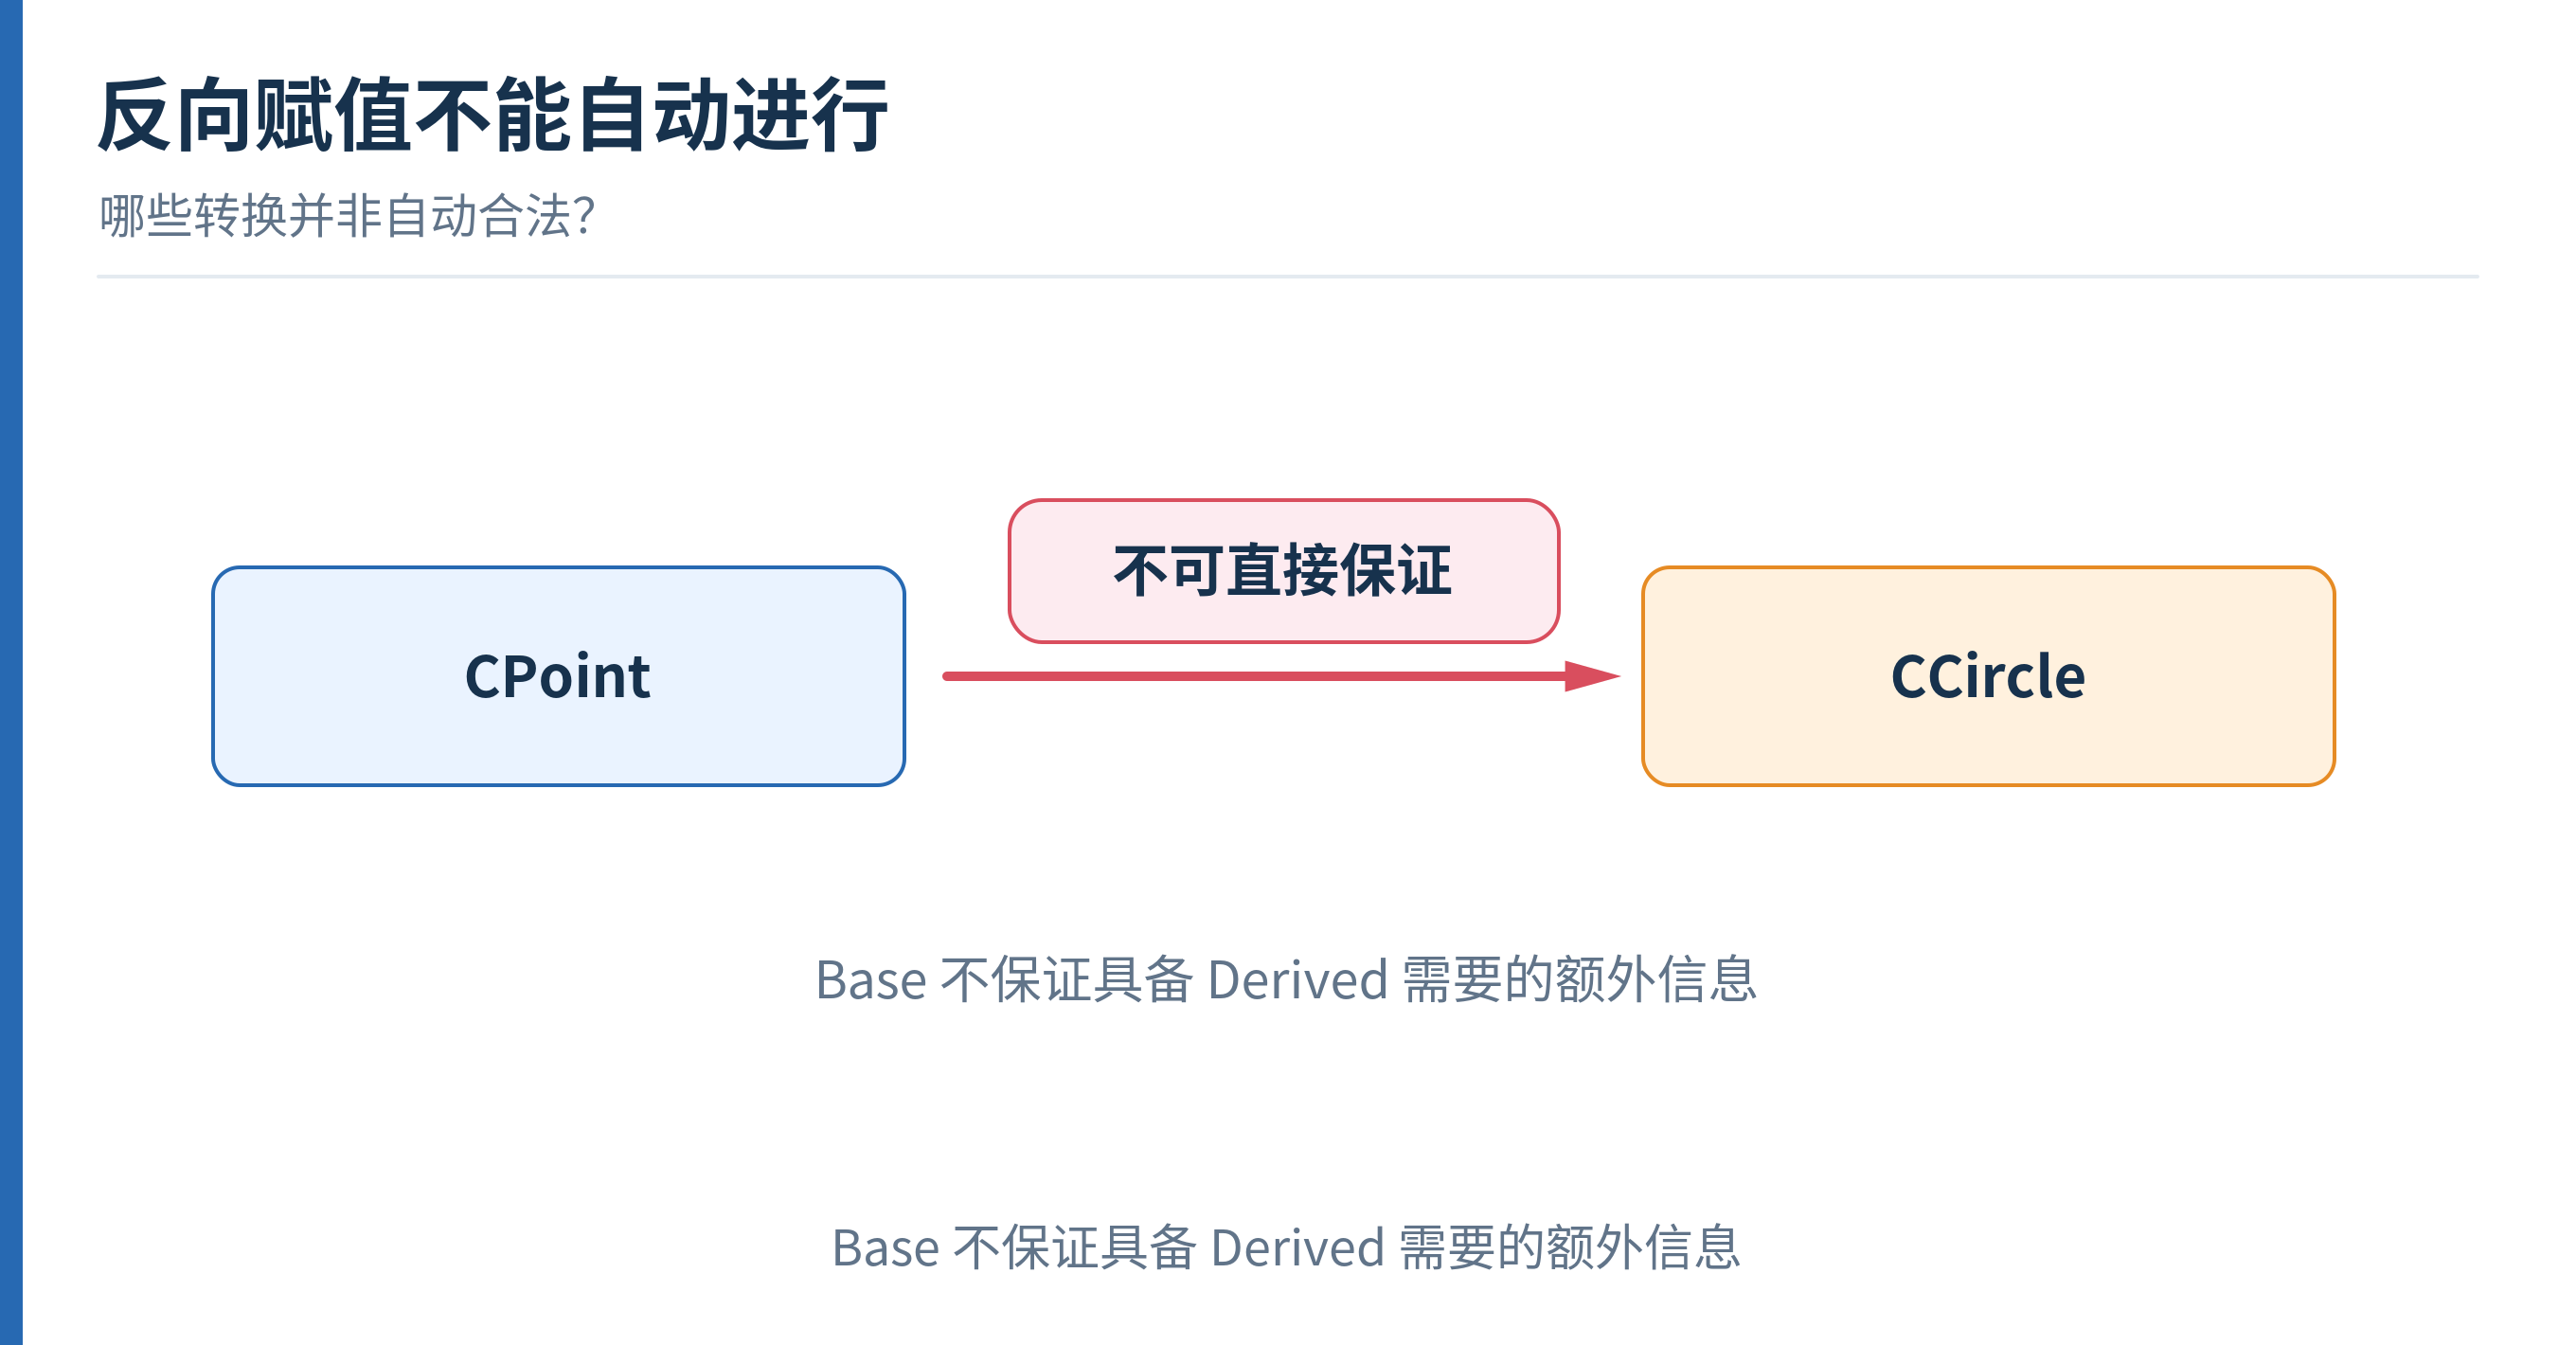 反向赋值不能自动进行
哪些转换并非自动合法？
不可直接保证
CPoint
CCircle
Base 不保证具备 Derived 需要的额外信息
Base 不保证具备 Derived 需要的额外信息